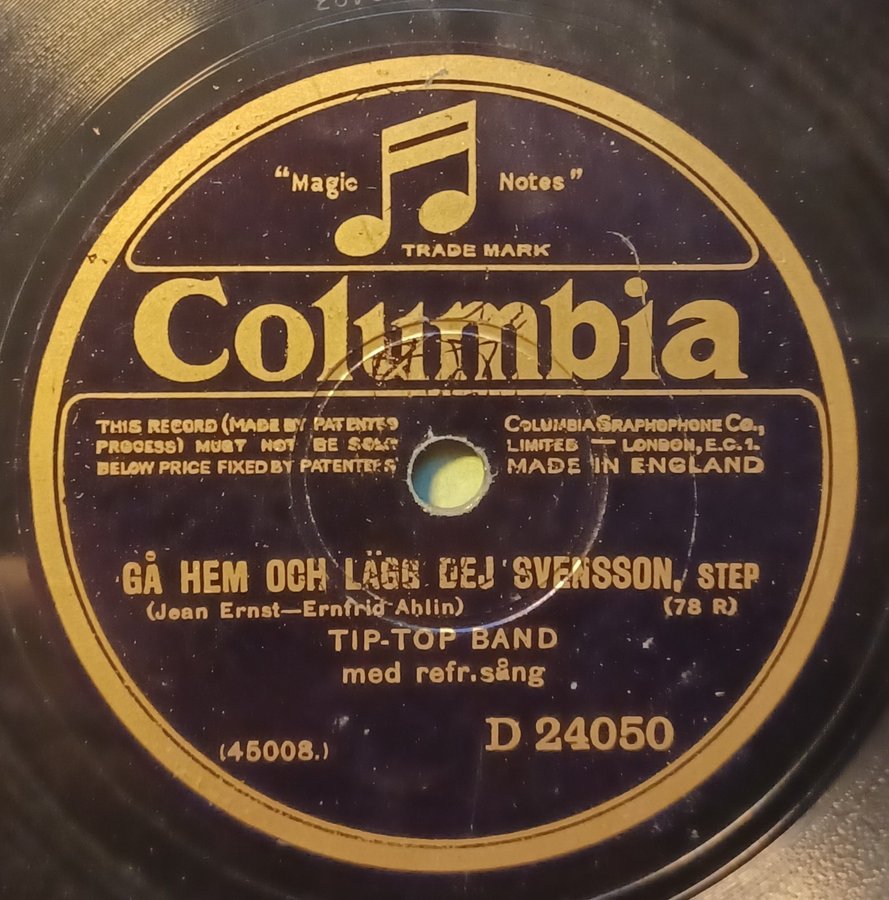 "Magic Notes"
TRADE MARK
Columbia
THIS RECORD (MADE BY PATENTED
PROCESS) MUST NOT BE SOLD
BELOW PRICE FIXED BY PATENTEES
COLUMBIA GRAPHOPHONE CO.,
LIMITED — LONDON, E.C.1.
MADE IN ENGLAND
GÅ HEM OCH LÄGG DEJ SVENSSON, STEP
(Jean Ernst—Ernfrid Ahlin) (78 R)
TIP-TOP BAND
med refr.sång
(45008.) D 24050